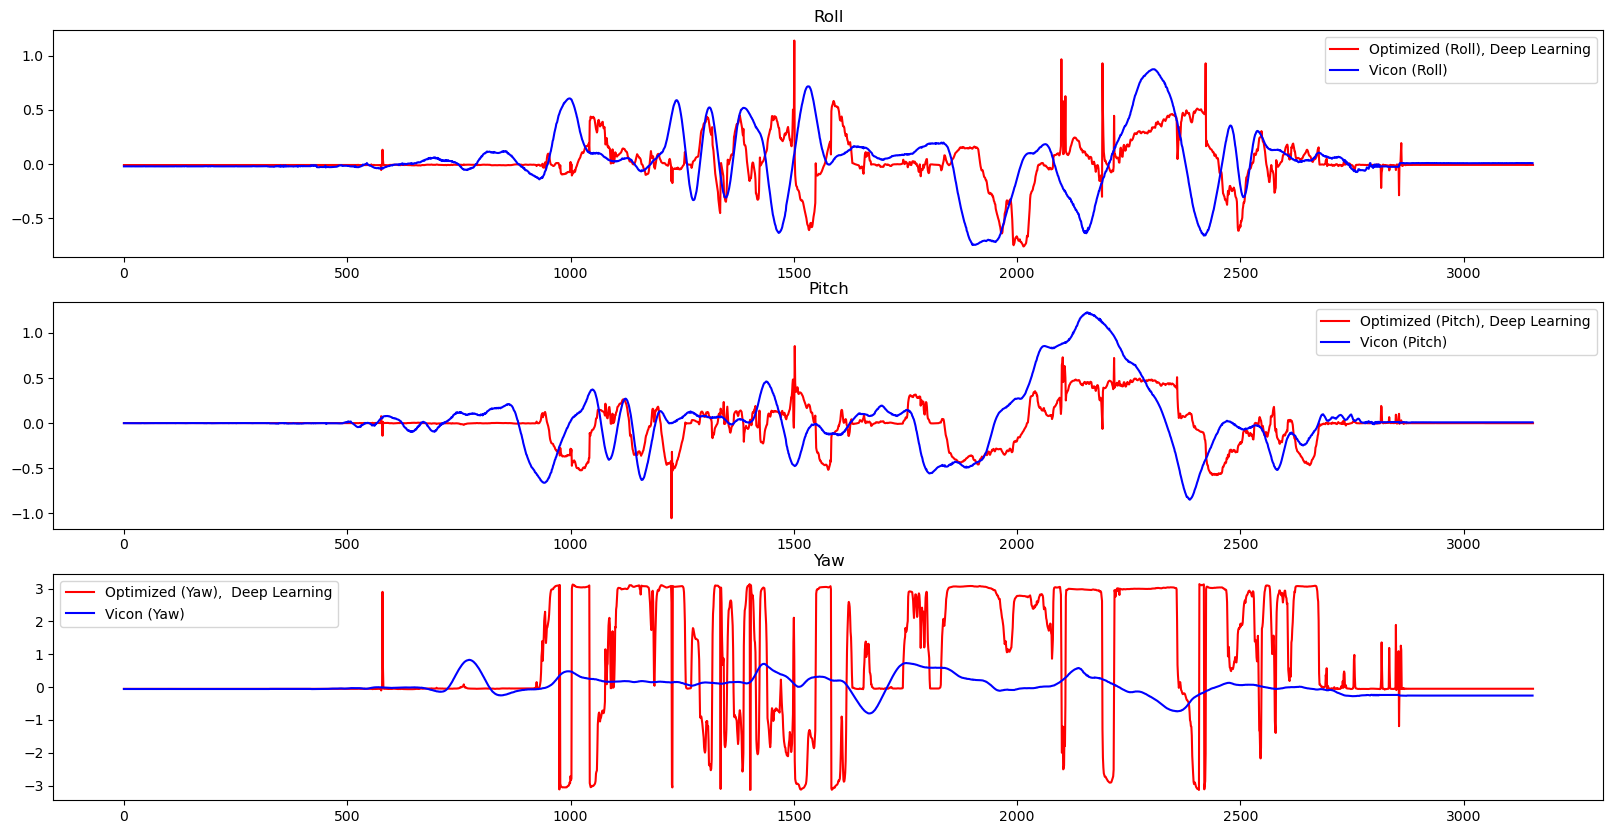 Roll
1.0
0.5
0.0
−0.5
Optimized (Roll), Deep Learning
Vicon (Roll)
0 500 1000 1500 2000 2500 3000
Pitch
1.0
0.5
0.0
−0.5
−1.0
Optimized (Pitch), Deep Learning
Vicon (Pitch)
0 500 1000 1500 2000 2500 3000
Yaw
3
2
1
0
−1
−2
−3
Optimized (Yaw),  Deep Learning
Vicon (Yaw)
0 500 1000 1500 2000 2500 3000